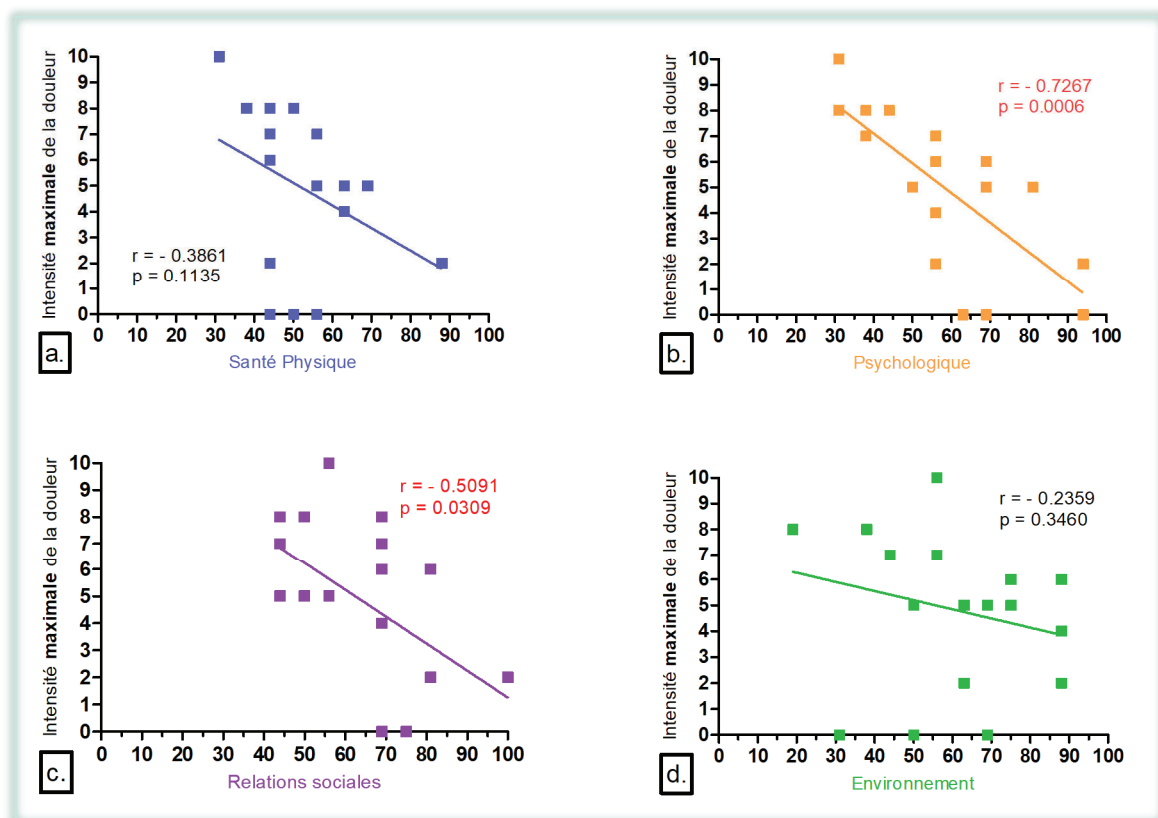 Intensité maximale de la douleur
10
9
8
7
6
5
4
3
2
1
0
r = - 0.3861
p = 0.1135
0 10 20 30 40 50 60 70 80 90 100
a.
Santé Physique
Intensité maximale de la douleur
10
9
8
7
6
5
4
3
2
1
0
r = - 0.7267
p = 0.0006
0 10 20 30 40 50 60 70 80 90 100
b.
Psychologique
Intensité maximale de la douleur
10
9
8
7
6
5
4
3
2
1
0
r = - 0.5091
p = 0.0309
0 10 20 30 40 50 60 70 80 90 100
c.
Relations sociales
Intensité maximale de la douleur
10
9
8
7
6
5
4
3
2
1
0
r = - 0.2359
p = 0.3460
0 10 20 30 40 50 60 70 80 90 100
d.
Environnement